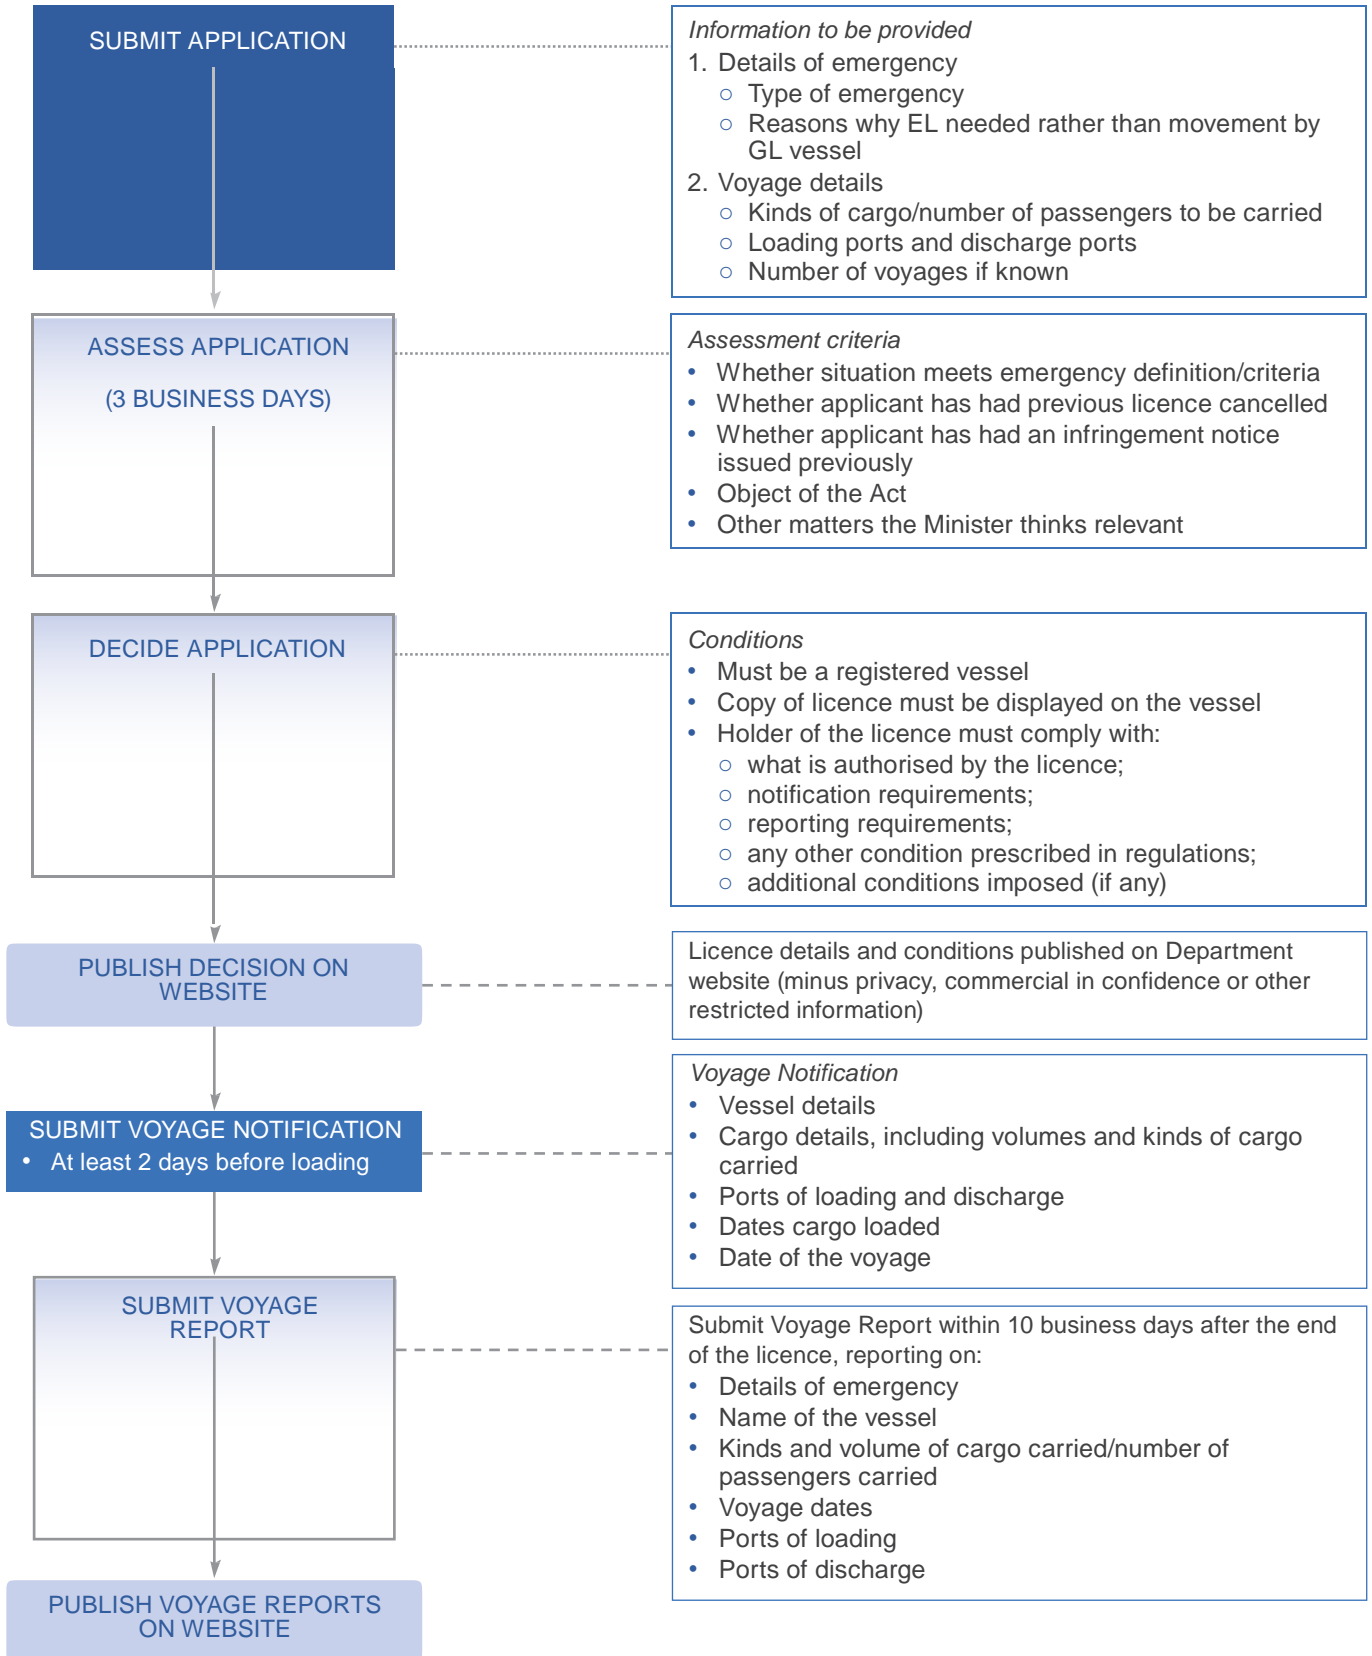 SUBMIT APPLICATION
Information to be provided
1. Details of emergency
○ Type of emergency
○ Reasons why EL needed rather than movement by
GL vessel
2. Voyage details
○ Kinds of cargo/number of passengers to be carried
○ Loading ports and discharge ports
○ Number of voyages if known
ASSESS APPLICATION
(3 BUSINESS DAYS)
Assessment criteria
• Whether situation meets emergency definition/criteria
• Whether applicant has had previous licence cancelled
• Whether applicant has had an infringement notice
issued previously
• Object of the Act
• Other matters the Minister thinks relevant
DECIDE APPLICATION
Conditions
• Must be a registered vessel
• Copy of licence must be displayed on the vessel
• Holder of the licence must comply with:
○ what is authorised by the licence;
○ notification requirements;
○ reporting requirements;
○ any other condition prescribed in regulations;
○ additional conditions imposed (if any)
PUBLISH DECISION ON
WEBSITE
Licence details and conditions published on Department
website (minus privacy, commercial in confidence or other
restricted information)
SUBMIT VOYAGE NOTIFICATION
• At least 2 days before loading
Voyage Notification
• Vessel details
• Cargo details, including volumes and kinds of cargo
carried
• Ports of loading and discharge
• Dates cargo loaded
• Date of the voyage
SUBMIT VOYAGE
REPORT
Submit Voyage Report within 10 business days after the end
of the licence, reporting on:
• Details of emergency
• Name of the vessel
• Kinds and volume of cargo carried/number of
passengers carried
• Voyage dates
• Ports of loading
• Ports of discharge
PUBLISH VOYAGE REPORTS
ON WEBSITE